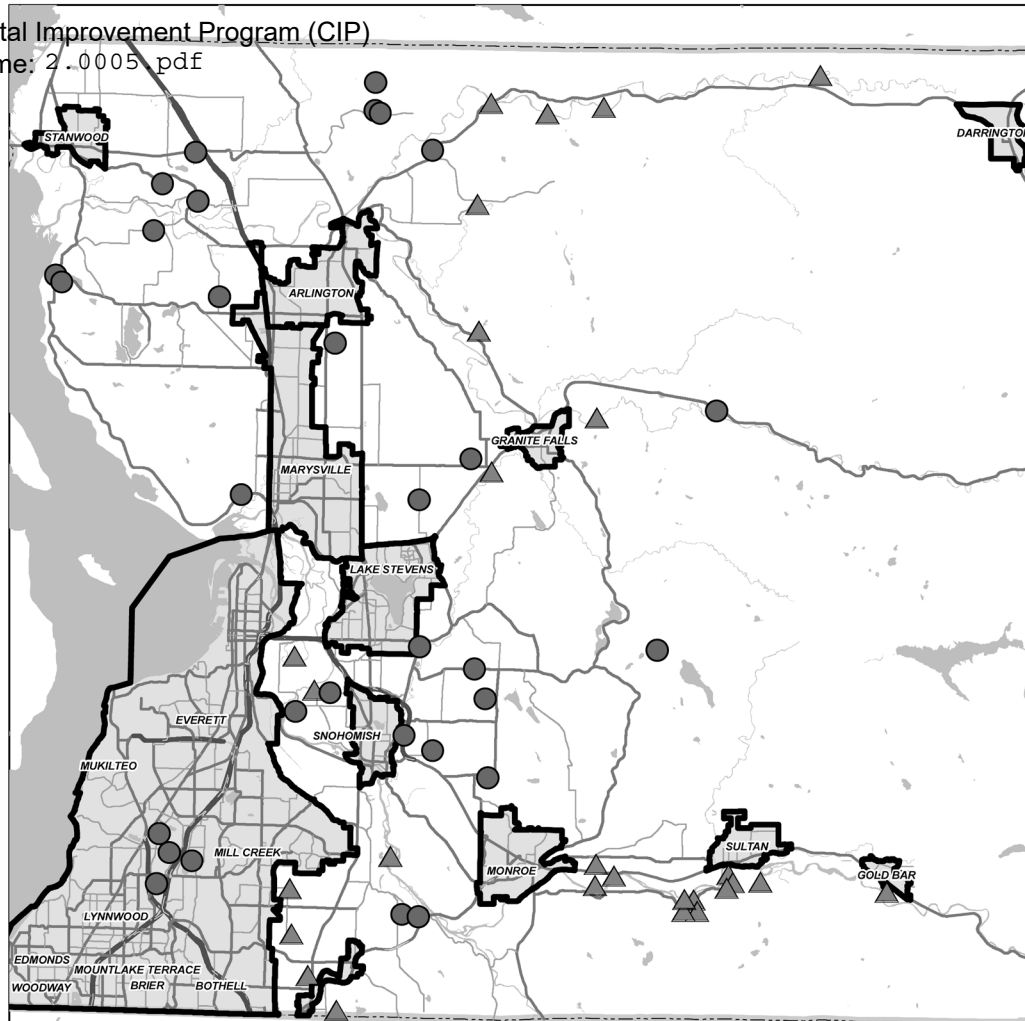 tal Improvement Program (CIP)
me: 2.0005.pdf
STANWOOD
DARRINGTON
ARLINGTON
GRANITE FALLS
MARYSVILLE
LAKE STEVENS
EVERETT
SNOHOMISH
MUKILTEO
SULTAN
MILL CREEK
MONROE
GOLD BAR
LYNNWOOD
EDMONDS
MOUNTLAKE TERRACE
WOODWAY
BRIER
BOTHELL